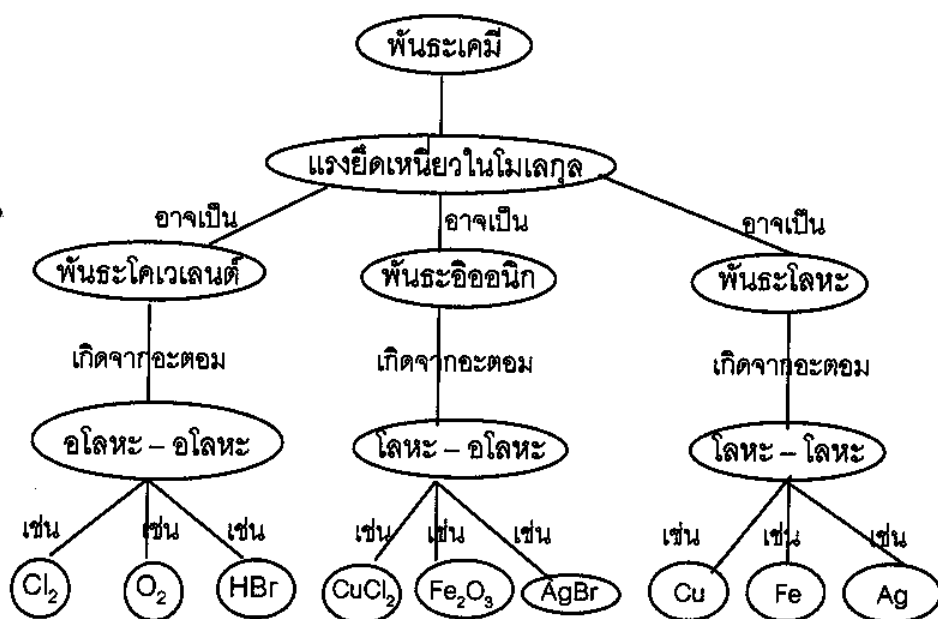 พันธะเคมี
แรงยึดเหนี่ยวในโมเลกุล
อาจเป็น อาจเป็น อาจเป็น
พันธะโคเวเลนต์ พันธะอิออนิก พันธะโลหะ
เกิดจากอะตอม เกิดจากอะตอม เกิดจากอะตอม
อโลหะ – อโลหะ โลหะ – อโลหะ โลหะ – โลหะ
เช่น เช่น เช่น เช่น เช่น เช่น เช่น เช่น เช่น
Cl₂ O₂ HBr CuCl₂ Fe₂O₃ AgBr Cu Fe Ag